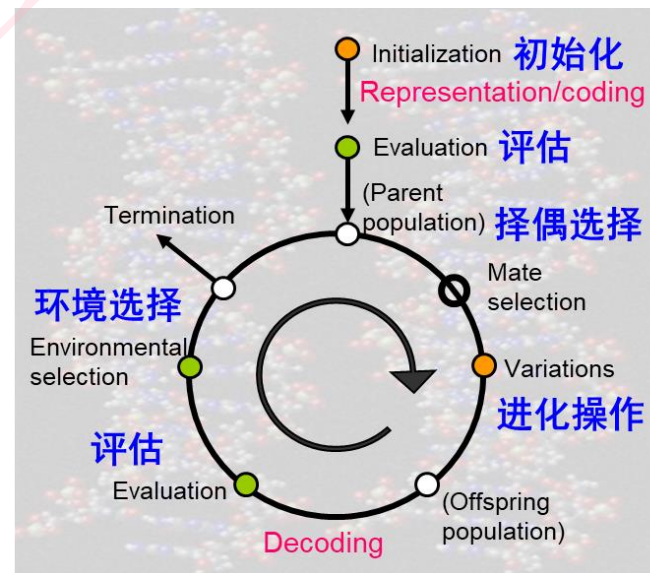 Initialization 初始化
Representation/coding
Evaluation 评估
(Parent
population) 择偶选择
Termination
Mate
selection
环境选择
Environmental
selection
Variations
进化操作
评估
Evaluation
(Offspring
population)
Decoding